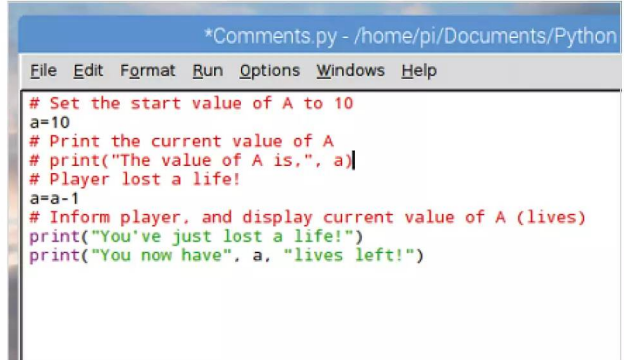 *Comments.py - /home/pi/Documents/Python
File Edit Format Run Options Windows Help
# Set the start value of A to 10
a=10
# Print the current value of A
# print("The value of A is,", a)
# Player lost a life!
a=a-1
# Inform player, and display current value of A (lives)
print("You've just lost a life!")
print("You now have", a, "lives left!")